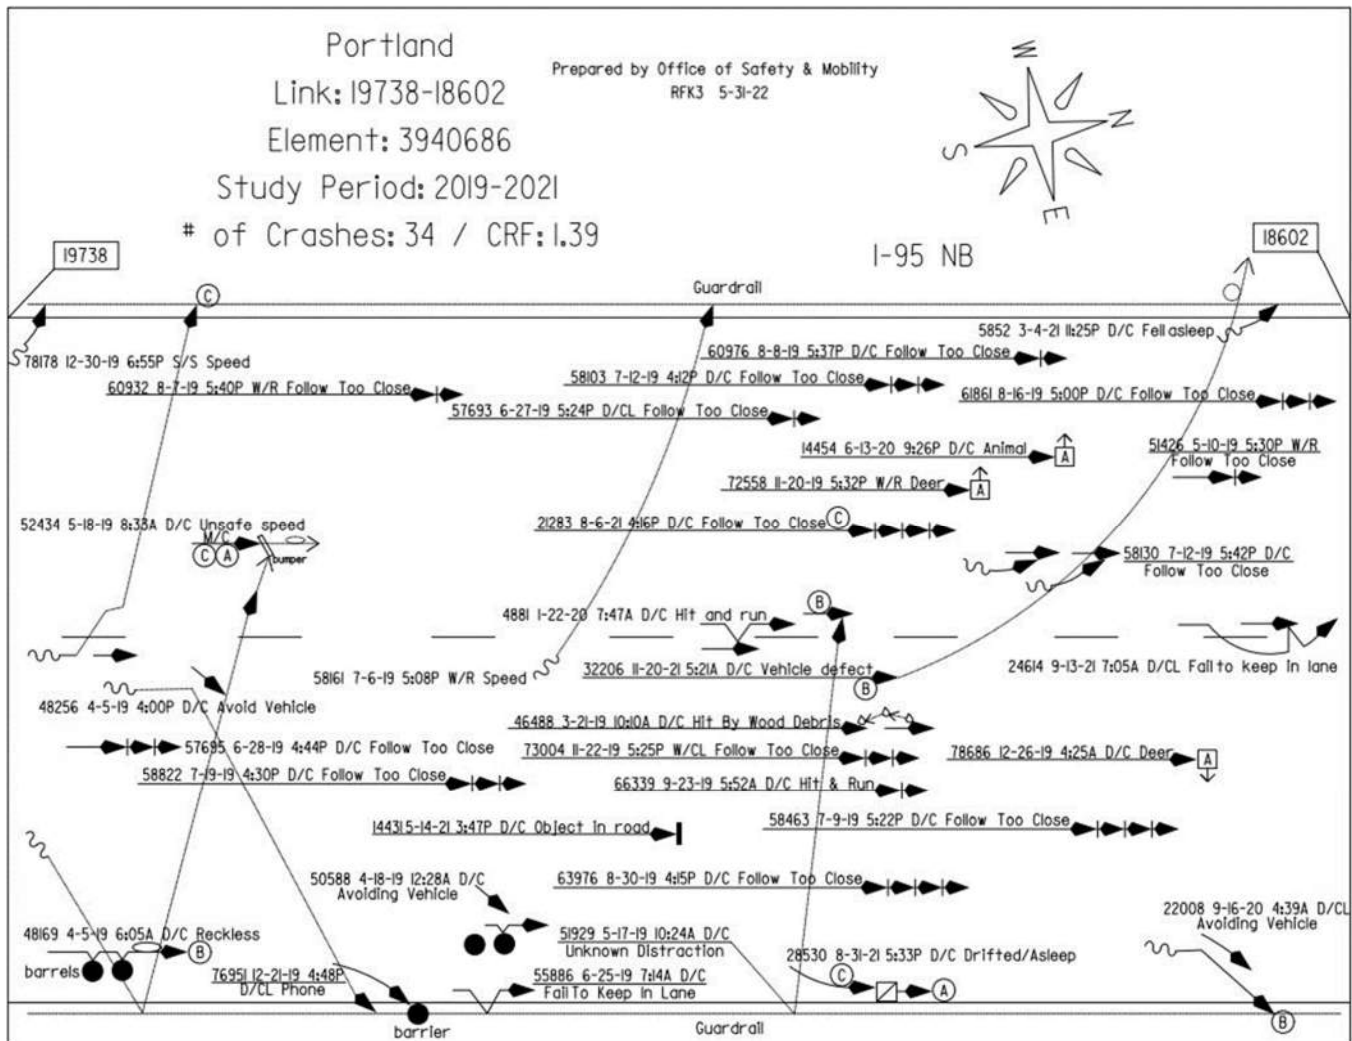 Portland
Link: 19738-18602
Element: 3940686
Study Period: 2019-2021
# of Crashes: 34 / CRF: 1.39
Prepared by Office of Safety & Mobility
RFK3 5-31-22
W
N
S
E
19738
I-95 NB
18602
C
Guardrail
5852 3-4-21 11:25P D/C Fell asleep
78178 12-30-19 6:55P S/S Speed
60976 8-8-19 5:37P D/C Follow Too Close
60932 8-7-19 5:40P W/R Follow Too Close
58103 7-12-19 4:12P D/C Follow Too Close
61861 8-16-19 5:00P D/C Follow Too Close
57693 6-27-19 5:24P D/CL Follow Too Close
14454 6-13-20 9:26P D/C Animal
A
51426 5-10-19 5:30P W/R
Follow Too Close
72558 11-20-19 5:32P W/R Deer
A
52434 5-18-19 8:33A D/C Unsafe speed
M/C
C A
bumper
21283 8-6-21 4:16P D/C Follow Too Close
C
58130 7-12-19 5:42P D/C
Follow Too Close
4881 1-22-20 7:47A D/C Hit and run
B
58161 7-6-19 5:08P W/R Speed
32206 11-20-21 5:21A D/C Vehicle defect
B
24614 9-13-21 7:05A D/CL Fail to keep in lane
48256 4-5-19 4:00P D/C Avoid Vehicle
46488 3-21-19 10:10A D/C Hit By Wood Debris
57695 6-28-19 4:44P D/C Follow Too Close
73004 11-22-19 5:25P W/CL Follow Too Close
78686 12-26-19 4:25A D/C Deer
A
58822 7-19-19 4:30P D/C Follow Too Close
66339 9-23-19 5:52A D/C Hit & Run
14431 5-14-21 3:47P D/C Object in road
58463 7-9-19 5:22P D/C Follow Too Close
50588 4-18-19 12:28A D/C
Avoiding Vehicle
63976 8-30-19 4:15P D/C Follow Too Close
22008 9-16-20 4:39A D/CL
Avoiding Vehicle
48169 4-5-19 6:05A D/C Reckless
B
barrels
51929 5-17-19 10:24A D/C
Unknown Distraction
28530 8-31-21 5:33P D/C Drifted/Asleep
C
A
76951 12-21-19 4:48P
D/CL Phone
55886 6-25-19 7:14A D/C
Fail To Keep In Lane
barrier
Guardrail
B